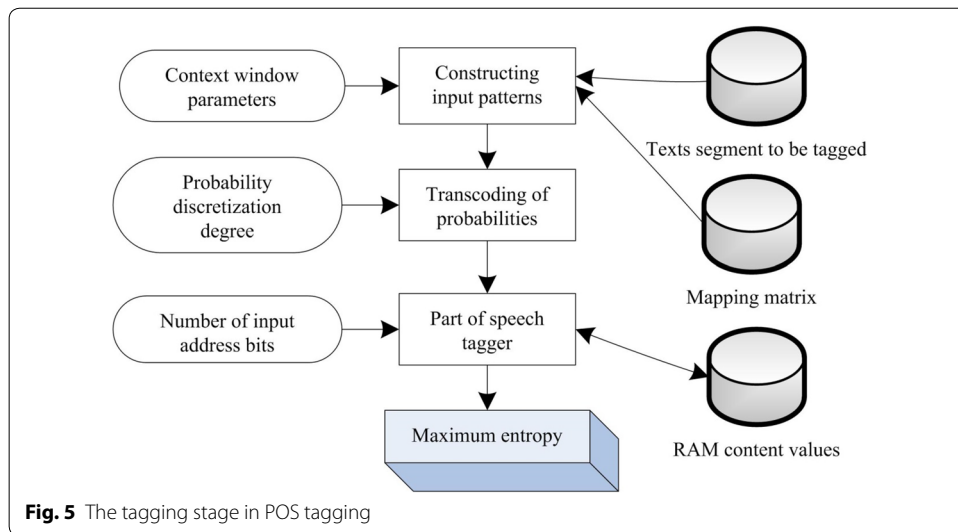 Context window
parameters
Constructing
input patterns
Texts segment to be tagged
Probability
discretization
degree
Transcoding of
probabilities
Mapping matrix
Number of input
address bits
Part of speech
tagger
RAM content values
Maximum entropy
Fig. 5 The tagging stage in POS tagging